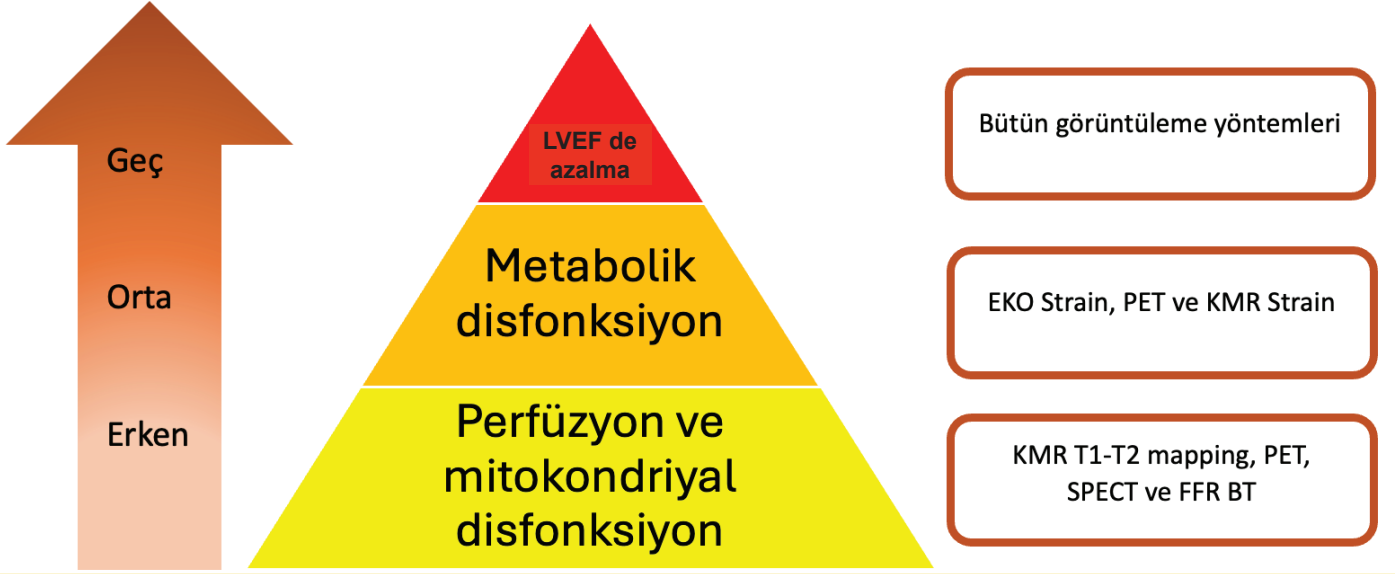 Geç
LVEF de
azalma
Bütün görüntüleme yöntemleri
Orta
Metabolik
disfonksiyon
EKO Strain, PET ve KMR Strain
Erken
Perfüzyon ve
mitokondriyal
disfonksiyon
KMR T1-T2 mapping, PET,
SPECT ve FFR BT